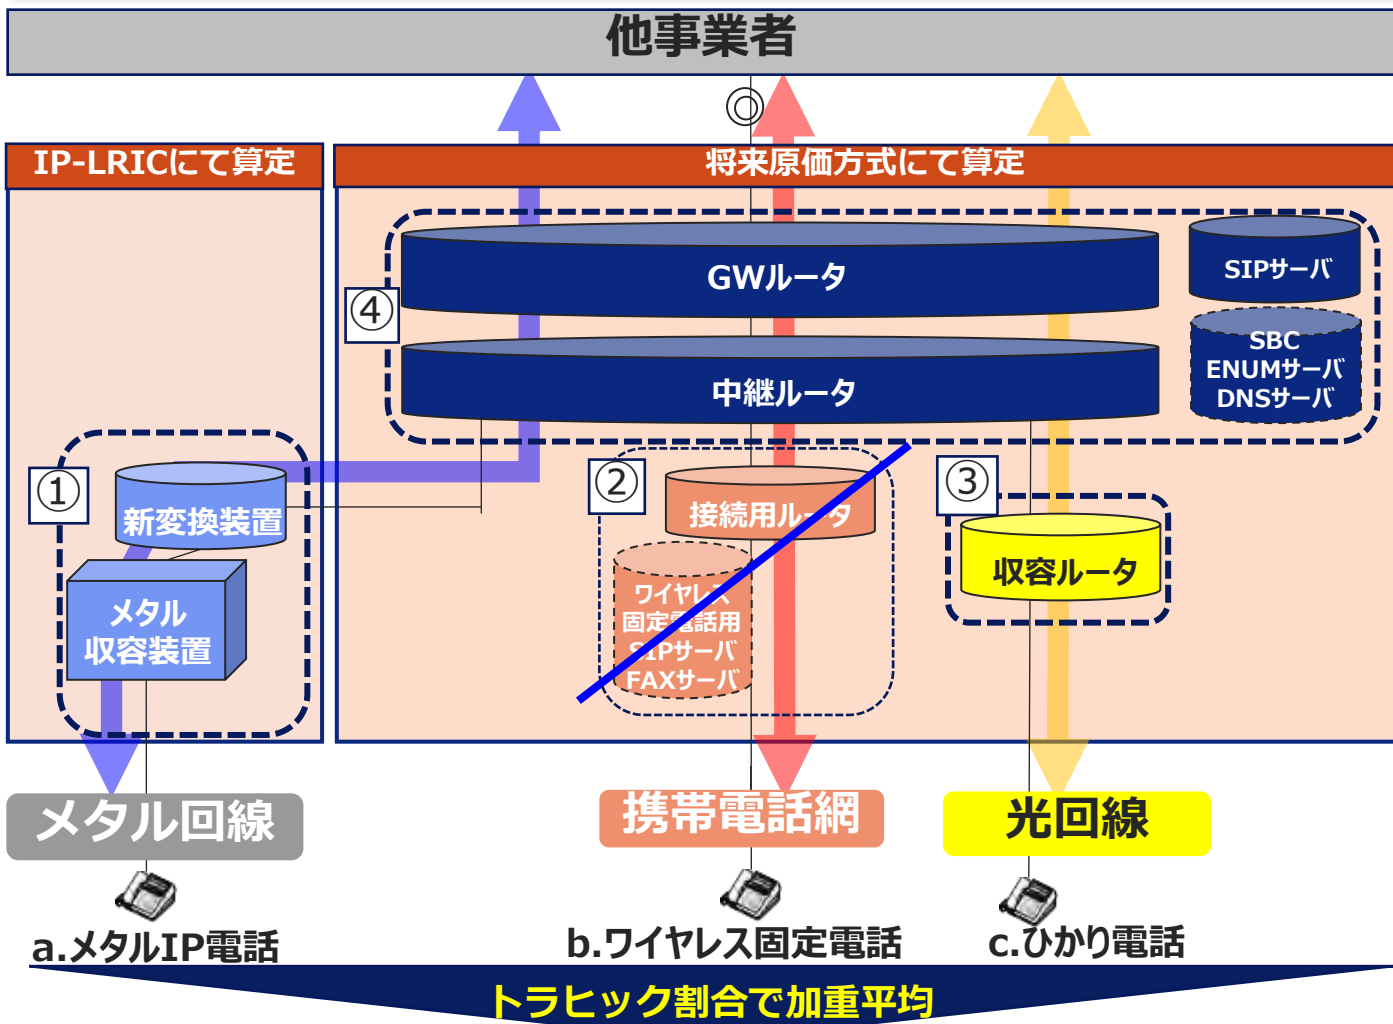 他事業者
◎
IP-LRICにて算定
将来原価方式にて算定
GWルータ
SIPサーバ
④
SBC
ENUMサーバ
DNSサーバ
中継ルータ
①
新変換装置
メタル
収容装置
②
接続用ルータ
ワイヤレス
固定電話用
SIPサーバ
FAXサーバ
③
収容ルータ
メタル回線
携帯電話網
光回線
a.メタルIP電話
b.ワイヤレス固定電話
c.ひかり電話
トラヒック割合で加重平均